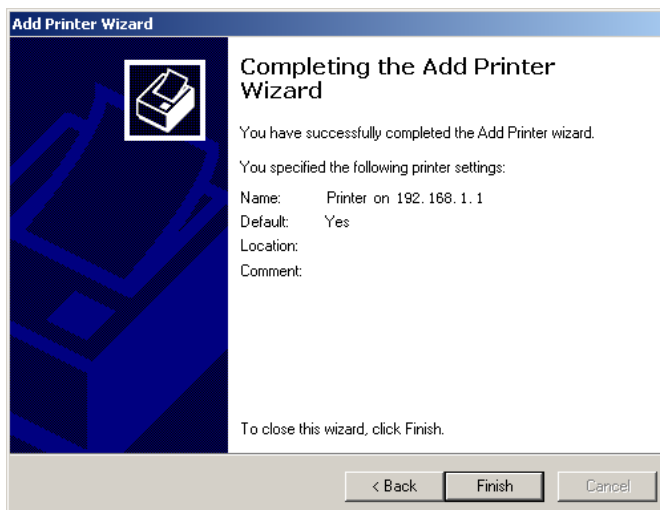 Add Printer Wizard
Completing the Add Printer
Wizard
You have successfully completed the Add Printer wizard.
You specified the following printer settings:
Name: Printer on 192.168.1.1
Default: Yes
Location:
Comment:
To close this wizard, click Finish.
< Back Finish Cancel